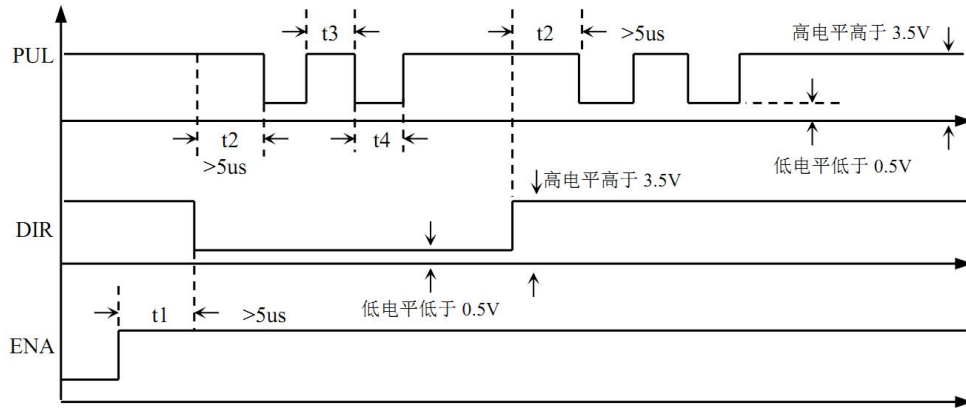 PUL
t3
t2
>5us
高电平高于 3.5V
t2
>5us
t4
低电平低于 0.5V
高电平高于 3.5V
DIR
低电平低于 0.5V
t1
>5us
ENA